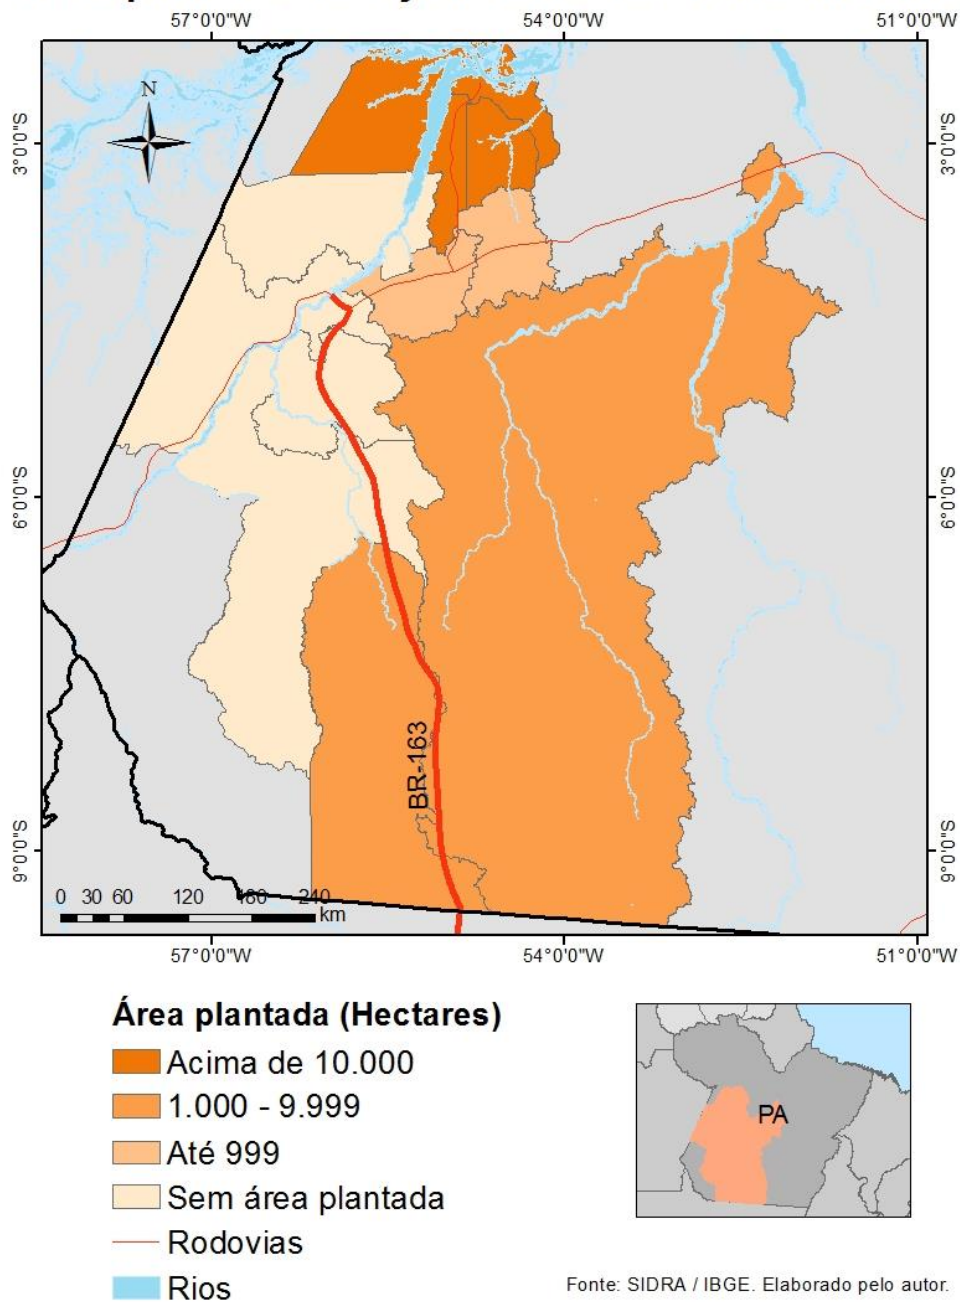 57°0'0"W 54°0'0"W 51°0'0"W
N
3°0'0"S 3°0'0"S
6°0'0"S 6°0'0"S
BR-163
9°0'0"S 9°0'0"S
0 30 60 120 180 240
km
57°0'0"W 54°0'0"W 51°0'0"W
Área plantada (Hectares)
Acima de 10.000
1.000 - 9.999
Até 999
Sem área plantada
Rodovias
Rios
PA
Fonte: SIDRA / IBGE. Elaborado pelo autor.